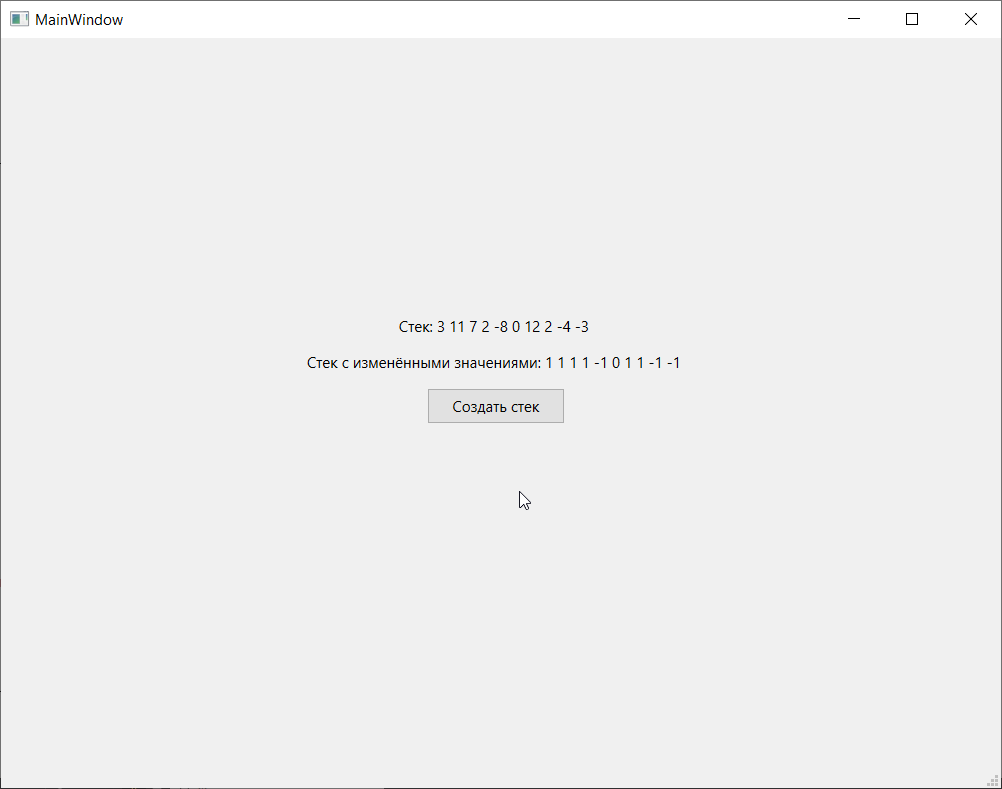 MainWindow
Стек: 3 11 7 2 -8 0 12 2 -4 -3
Стек с изменёнными значениями: 1 1 1 1 -1 0 1 1 -1 -1
Создать стек